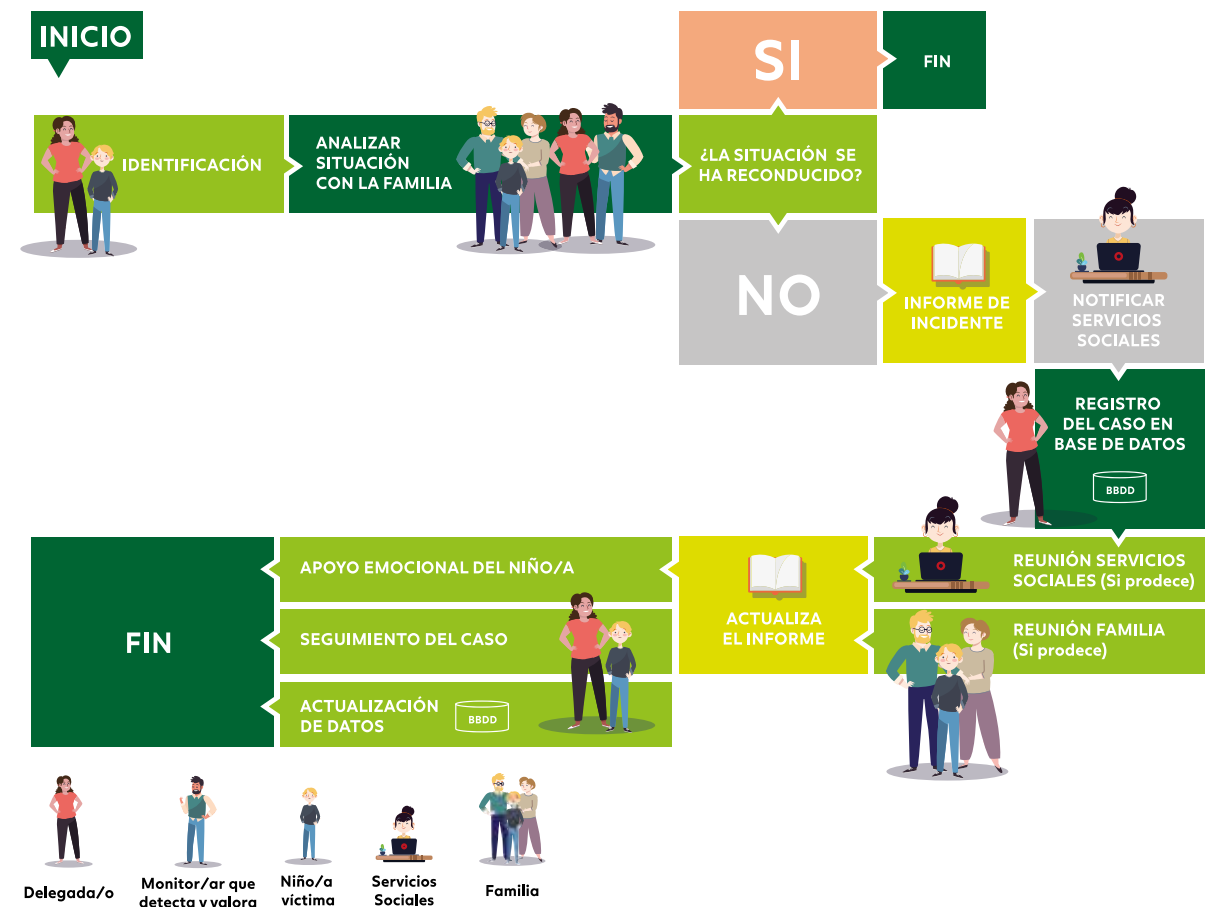 INICIO
SI
FIN
IDENTIFICACIÓN
ANALIZAR
SITUACIÓN
CON LA FAMILIA
¿LA SITUACIÓN SE
HA RECONDUCIDO?
NO
INFORME DE
INCIDENTE
NOTIFICAR
SERVICIOS
SOCIALES
REGISTRO
DEL CASO EN
BASE DE DATOS
BBDD
REUNIÓN SERVICIOS
SOCIALES (Si prodece)
REUNIÓN FAMILIA
(Si prodece)
ACTUALIZA
EL INFORME
APOYO EMOCIONAL DEL NIÑO/A
SEGUIMIENTO DEL CASO
ACTUALIZACIÓN
DE DATOS
BBDD
FIN
Delegada/o
Monitor/ar que
detecta y valora
Niño/a
víctima
Servicios
Sociales
Familia